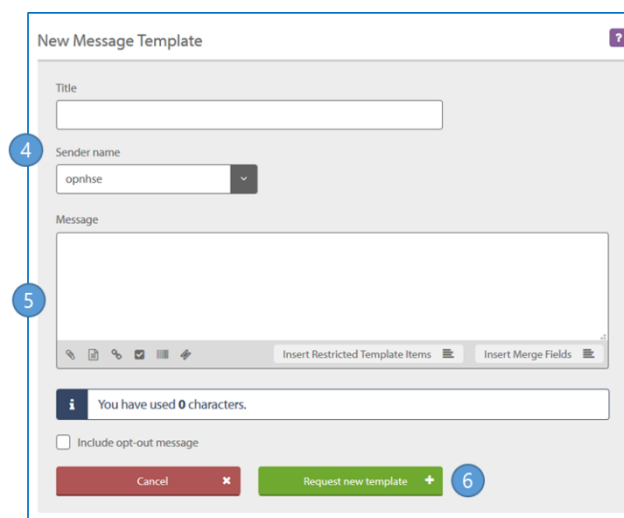 New Message Template ?
Title
4
Sender name
opnhse
Message
5
Insert Restricted Template Items Insert Merge Fields
i You have used 0 characters.
Include opt-out message
Cancel Request new template 6